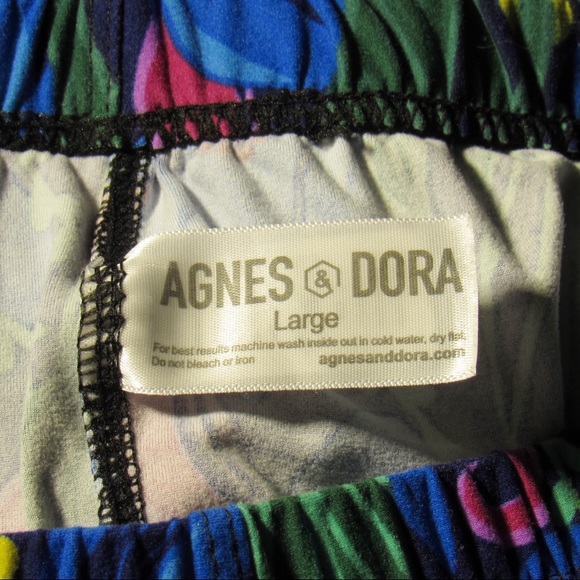 AGNES & DORA
Large
For best results machine wash inside out in cold water, dry flat.
Do not bleach or iron agnesanddora.com